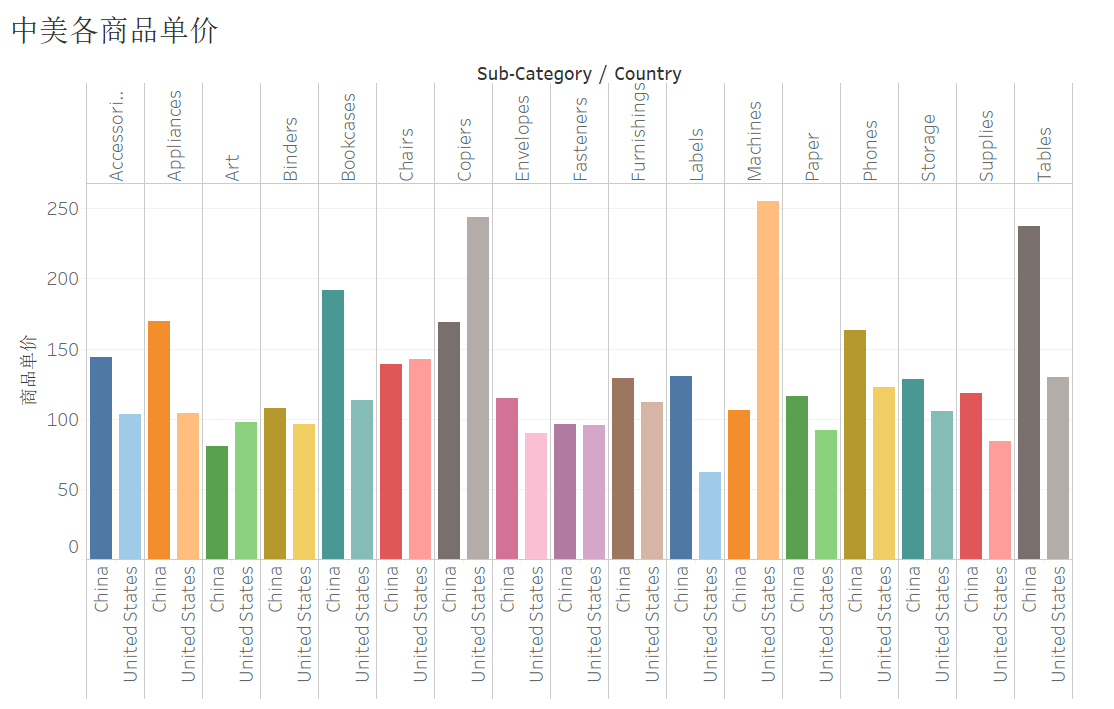 中美各商品单价
Sub-Category / Country
Accessori..
Appliances
Art
Binders
Bookcases
Chairs
Copiers
Envelopes
Fasteners
Furnishings
Labels
Machines
Paper
Phones
Storage
Supplies
Tables
商品单价
250
200
150
100
50
0
China
United States
China
United States
China
United States
China
United States
China
United States
China
United States
China
United States
China
United States
China
United States
China
United States
China
United States
China
United States
China
United States
China
United States
China
United States
China
United States
China
United States